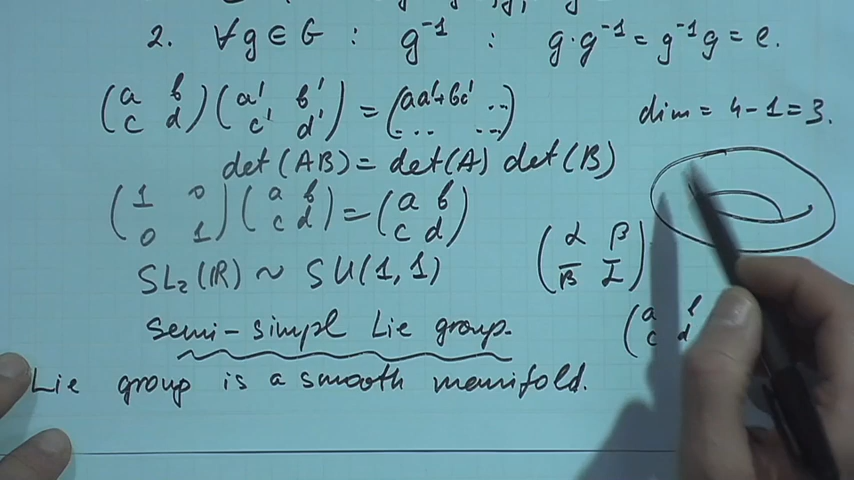 2. ∀g∈G : g⁻¹ : g·g⁻¹=g⁻¹g=e.
(a b / c d)(a' b' / c' d')=(aa'+bc' .. / .. ..)
dim = 4-1=3.
det(AB)=det(A) det(B)
(1 0 / 0 1)(a b / c d)=(a b / c d)
(α β / β̅ α̅)
SL₂(ℝ) ~ SU(1,1)
(a b / c d
Semi-simpl Lie group.
Lie group is a smooth manifold.